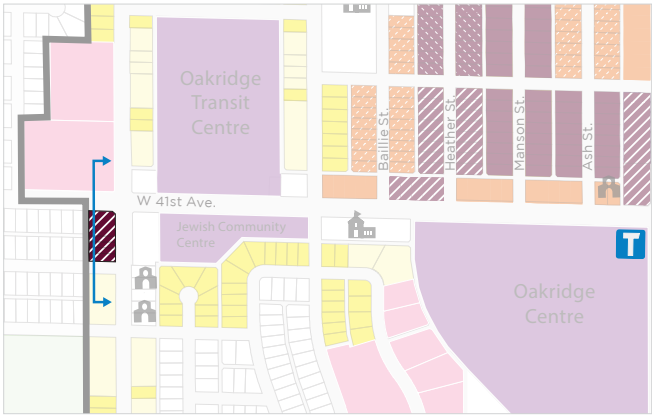 Oakridge
Transit
Centre
Baillie St.
Heather St.
Manson St.
Ash St.
W 41st Ave.
Jewish Community
Centre
T
Oakridge
Centre